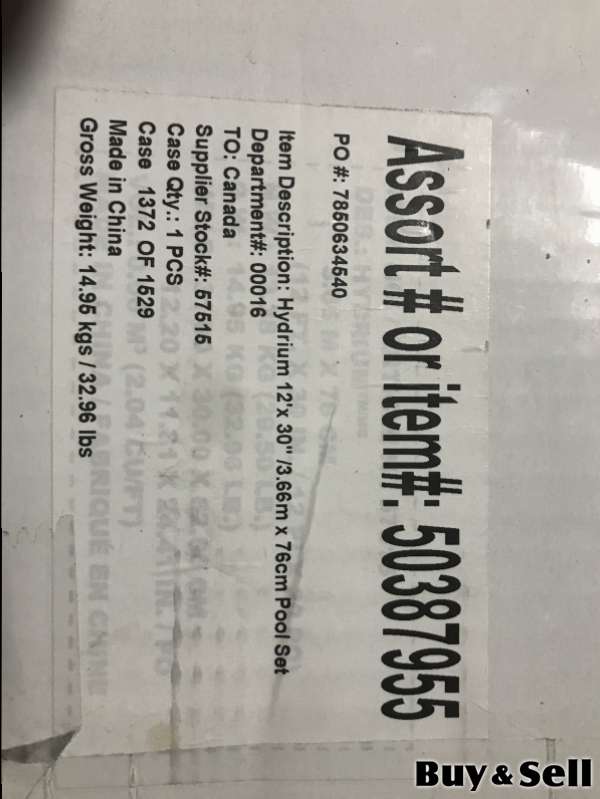 Assort # or item#: 50387955
PO #: 7850634540
Item Description: Hydrium 12'x 30" /3.66m x 76cm Pool Set
Department#: 00016
TO: Canada
Supplier Stock#: 57515
Case Qty.: 1 PCS
Case 1372 OF 1529
Made in China
Gross Weight: 14.95 kgs / 32.96 lbs
Buy & Sell